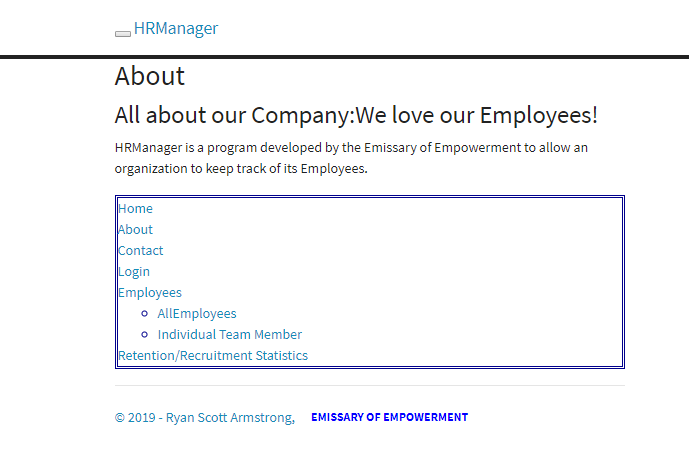 HRManager
About
All about our Company:We love our Employees!
HRManager is a program developed by the Emissary of Empowerment to allow an
organization to keep track of its Employees.
Home
About
Contact
Login
Employees
AllEmployees
Individual Team Member
Retention/Recruitment Statistics
© 2019 - Ryan Scott Armstrong, EMISSARY OF EMPOWERMENT